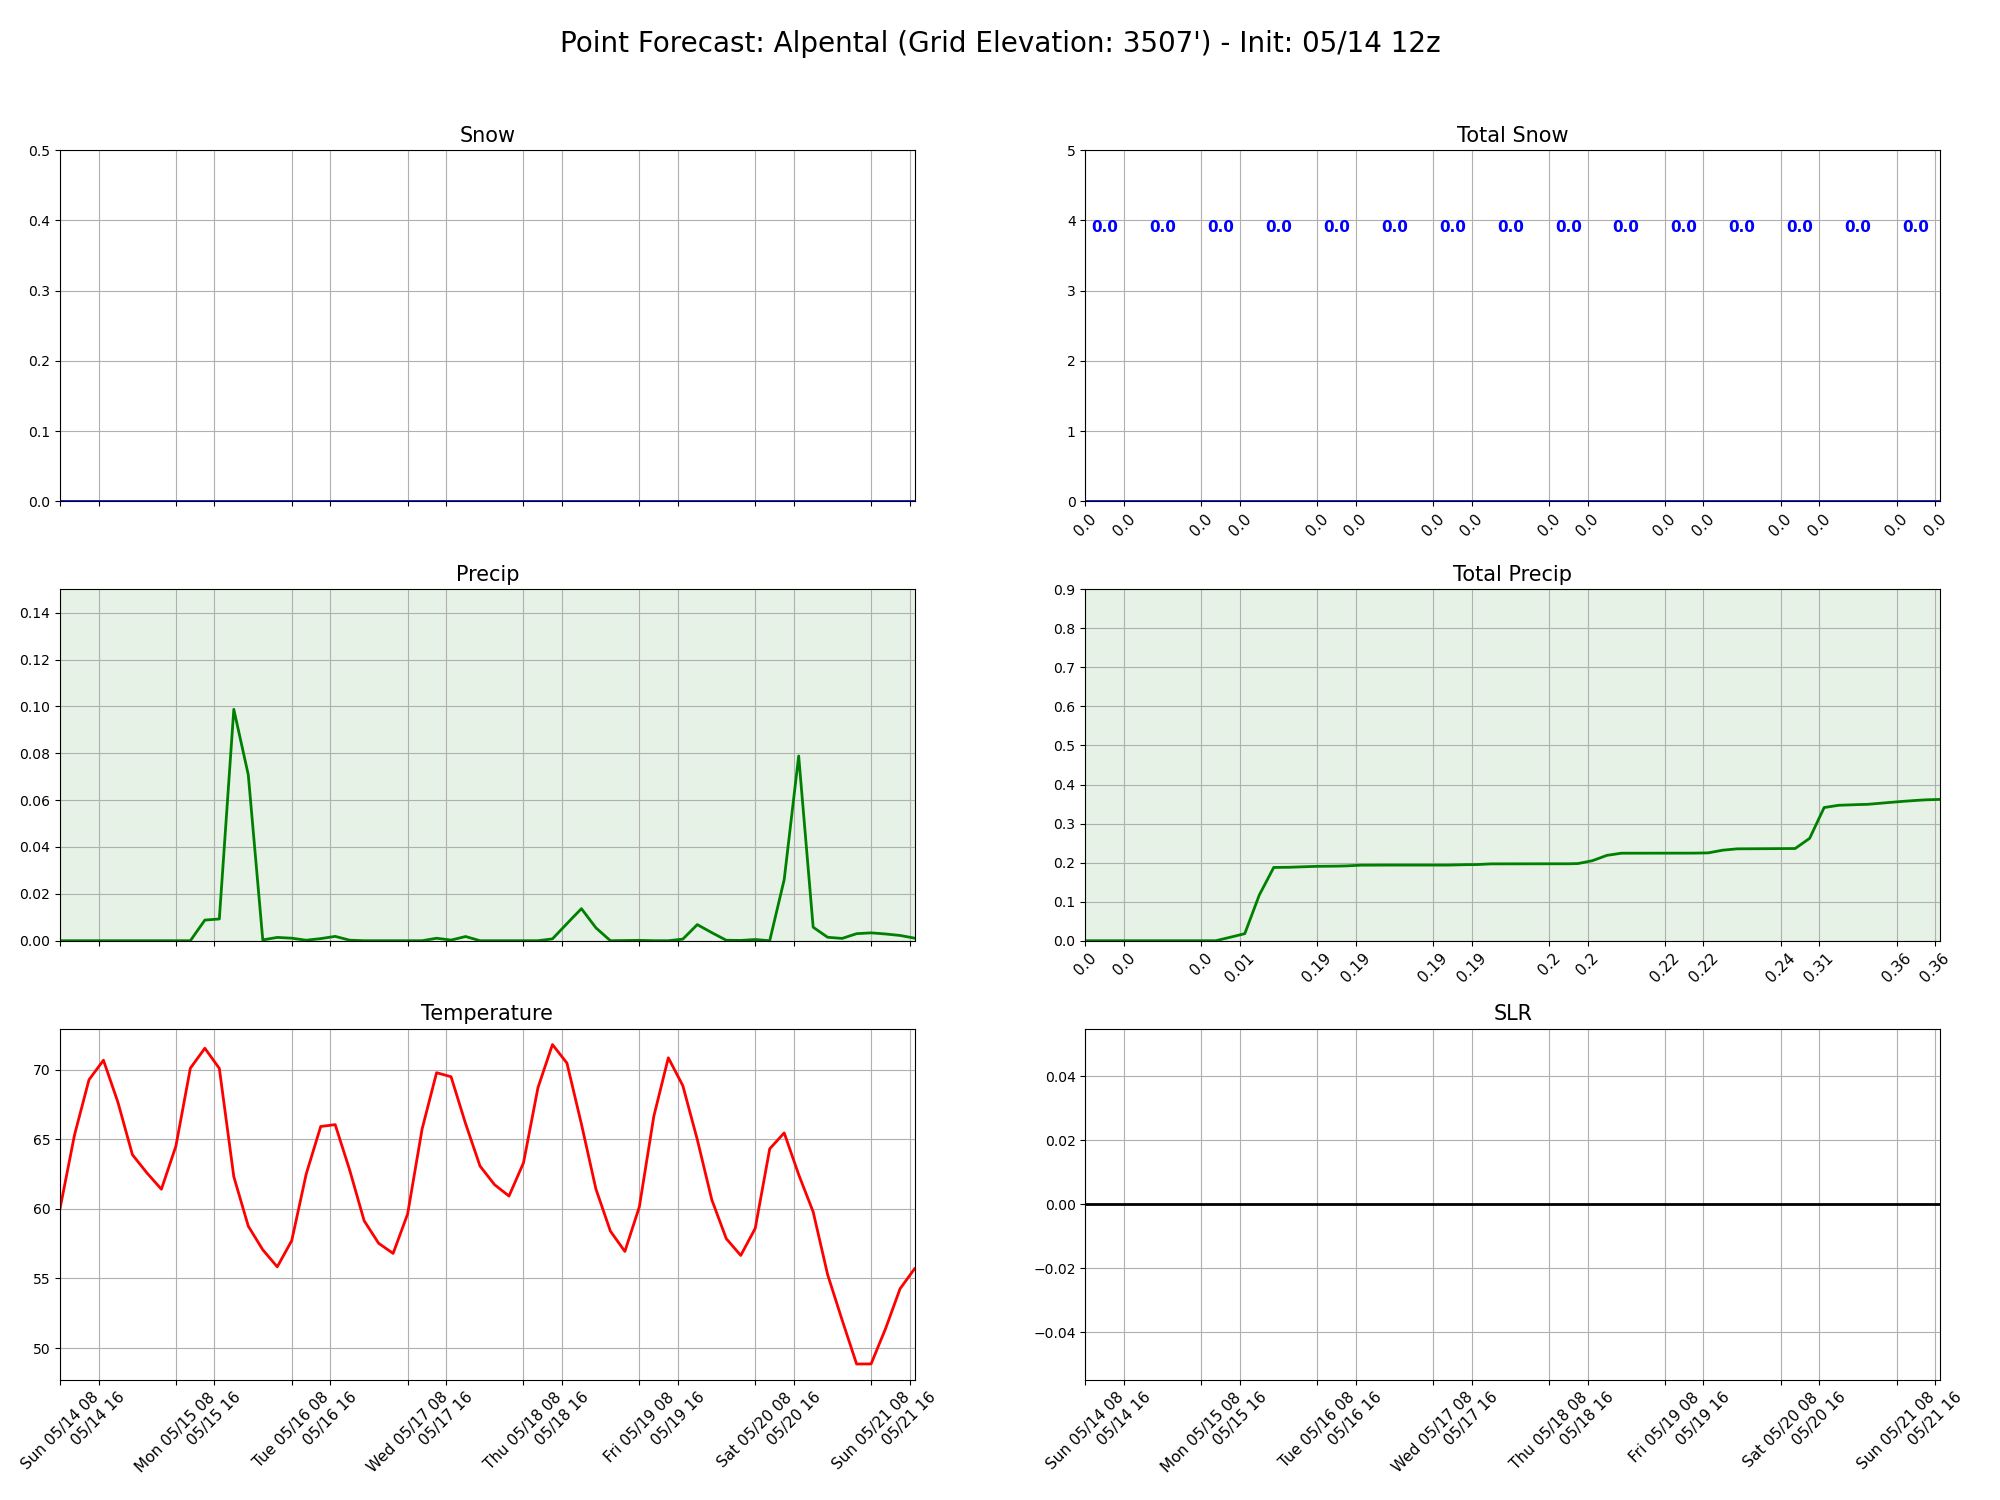 Point Forecast: Alpental (Grid Elevation: 3507') - Init: 05/14 12z
Snow
0.5
0.4
0.3
0.2
0.1
0.0
Total Snow
5
4
3
2
1
0
0.0 0.0 0.0 0.0 0.0 0.0 0.0 0.0 0.0 0.0 0.0 0.0 0.0 0.0 0.0
0.0 0.0 0.0 0.0 0.0 0.0 0.0 0.0 0.0 0.0 0.0 0.0 0.0 0.0 0.0 0.0
Precip
0.14
0.12
0.10
0.08
0.06
0.04
0.02
0.00
Total Precip
0.9
0.8
0.7
0.6
0.5
0.4
0.3
0.2
0.1
0.0
0.0 0.0 0.0 0.01 0.19 0.19 0.19 0.19 0.2 0.2 0.22 0.22 0.24 0.31 0.36 0.36
Temperature
70
65
60
55
50
Sun 05/14 08
05/14 16
Mon 05/15 08
05/15 16
Tue 05/16 08
05/16 16
Wed 05/17 08
05/17 16
Thu 05/18 08
05/18 16
Fri 05/19 08
05/19 16
Sat 05/20 08
05/20 16
Sun 05/21 08
05/21 16
SLR
0.04
0.02
0.00
−0.02
−0.04
Sun 05/14 08
05/14 16
Mon 05/15 08
05/15 16
Tue 05/16 08
05/16 16
Wed 05/17 08
05/17 16
Thu 05/18 08
05/18 16
Fri 05/19 08
05/19 16
Sat 05/20 08
05/20 16
Sun 05/21 08
05/21 16